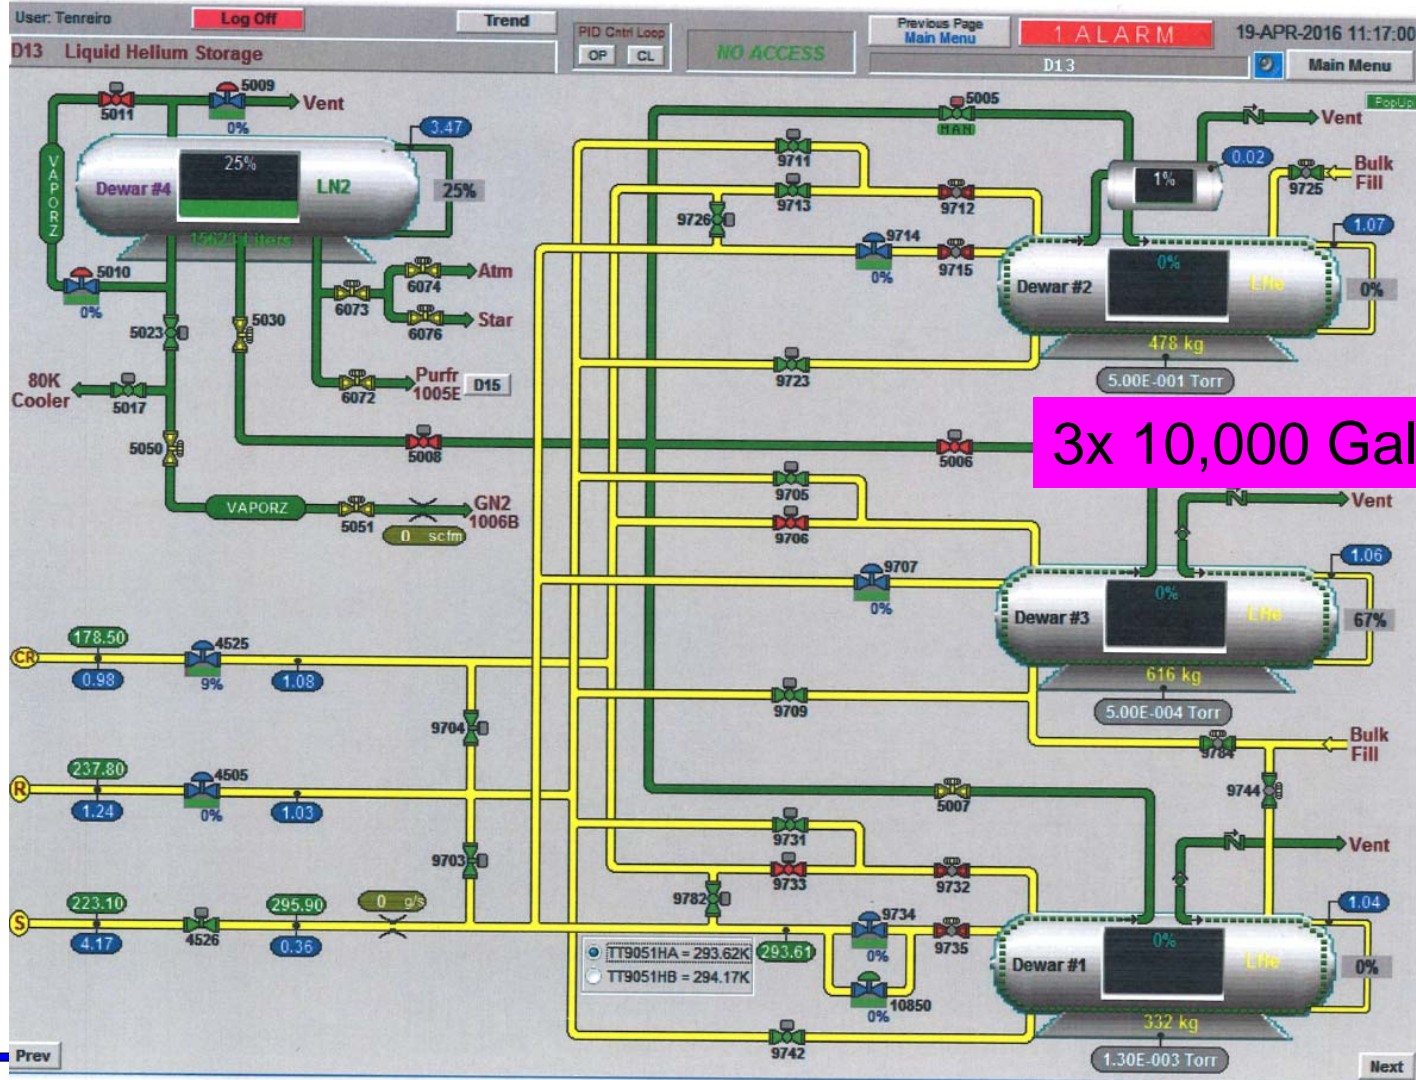 User: Tenreiro
Log Off
Trend
PID Cntrl Loop
OP CL
NO ACCESS
Previous Page
Main Menu
1 ALARM
19-APR-2016 11:17:00
D13 Liquid Helium Storage
D13
Main Menu
PopUp
5011
5009
Vent
0%
3.47
VAPORZ
Dewar #4
25%
LN2
25%
15623 Liters
5010
0%
5023
5030
6074
Atm
6073
6076
Star
80K
Cooler
5017
6072
Purfr
1005E
D15
5050
5008
VAPORZ
5051
GN2
1006B
0 scfm
5005
MAN
Vent
9711
9713
9712
9726
9714
0%
9715
1%
0.02
9725
Bulk
Fill
1.07
0%
Dewar #2
LHe
0%
478 kg
5.00E-001 Torr
9723
3x 10,000 Gal
5006
9705
9706
9707
0%
Vent
1.06
0%
Dewar #3
LHe
67%
616 kg
5.00E-004 Torr
9709
9784
Bulk
Fill
9744
5007
CR
178.50
0.98
4525
9%
1.08
9704
R
237.80
1.24
4505
0%
1.03
9703
S
223.10
4.17
4526
295.90
0.36
0 g/s
9731
9733
9732
9782
9734
0%
9735
TT9051HA = 293.62K
TT9051HB = 294.17K
293.61
10850
0%
9742
Vent
1.04
0%
Dewar #1
LHe
0%
332 kg
1.30E-003 Torr
Prev
Next